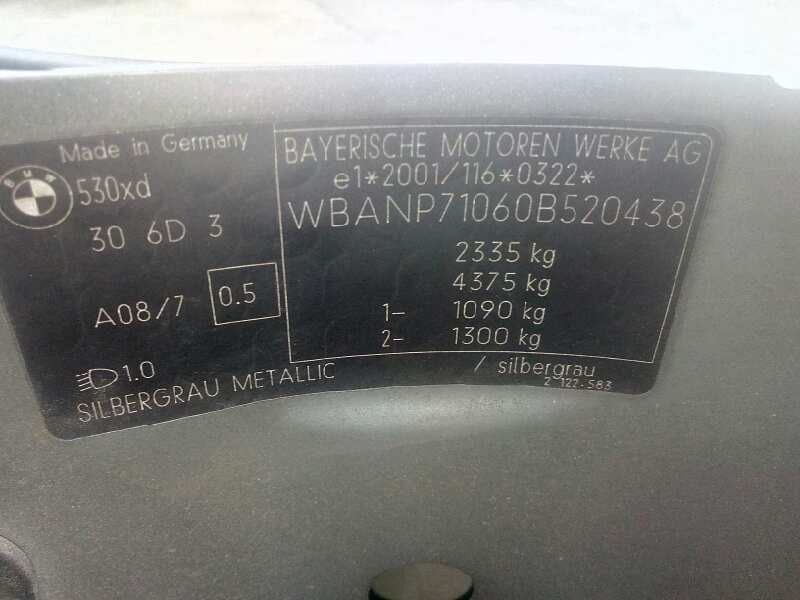 Made in Germany
BMW
530xd
30 6D 3
A08/7 0.5
1.0
SILBERGRAU METALLIC
BAYERISCHE MOTOREN WERKE AG
e1*2001/116*0322*
WBANP71060B520438
2335 kg
4375 kg
1- 1090 kg
2- 1300 kg
/ silbergrau
2 122.583